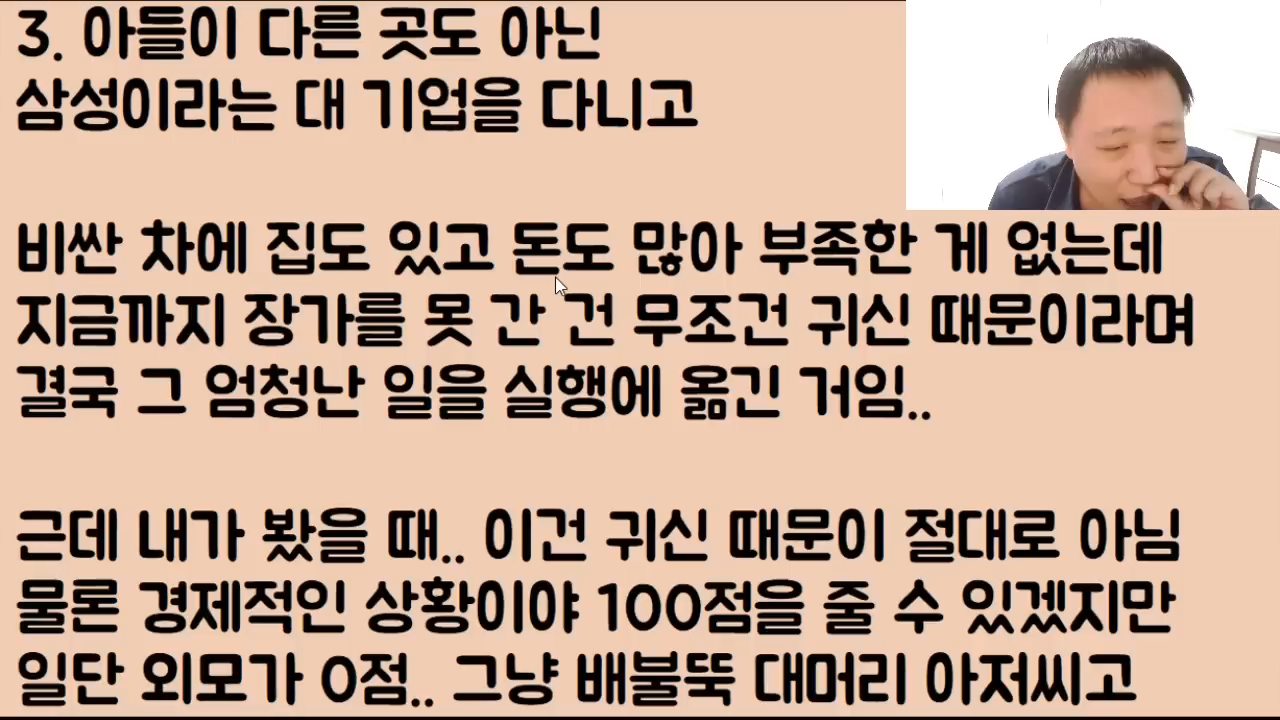 3. 아들이 다른 곳도 아닌
삼성이라는 대 기업을 다니고
비싼 차에 집도 있고 돈도 많아 부족한 게 없는데
지금까지 장가를 못 간 건 무조건 귀신 때문이라며
결국 그 엄청난 일을 실행에 옮긴 거임..
근데 내가 봤을 때.. 이건 귀신 때문이 절대로 아님
물론 경제적인 상황이야 100점을 줄 수 있겠지만
일단 외모가 0점.. 그냥 배불뚝 대머리 아저씨고